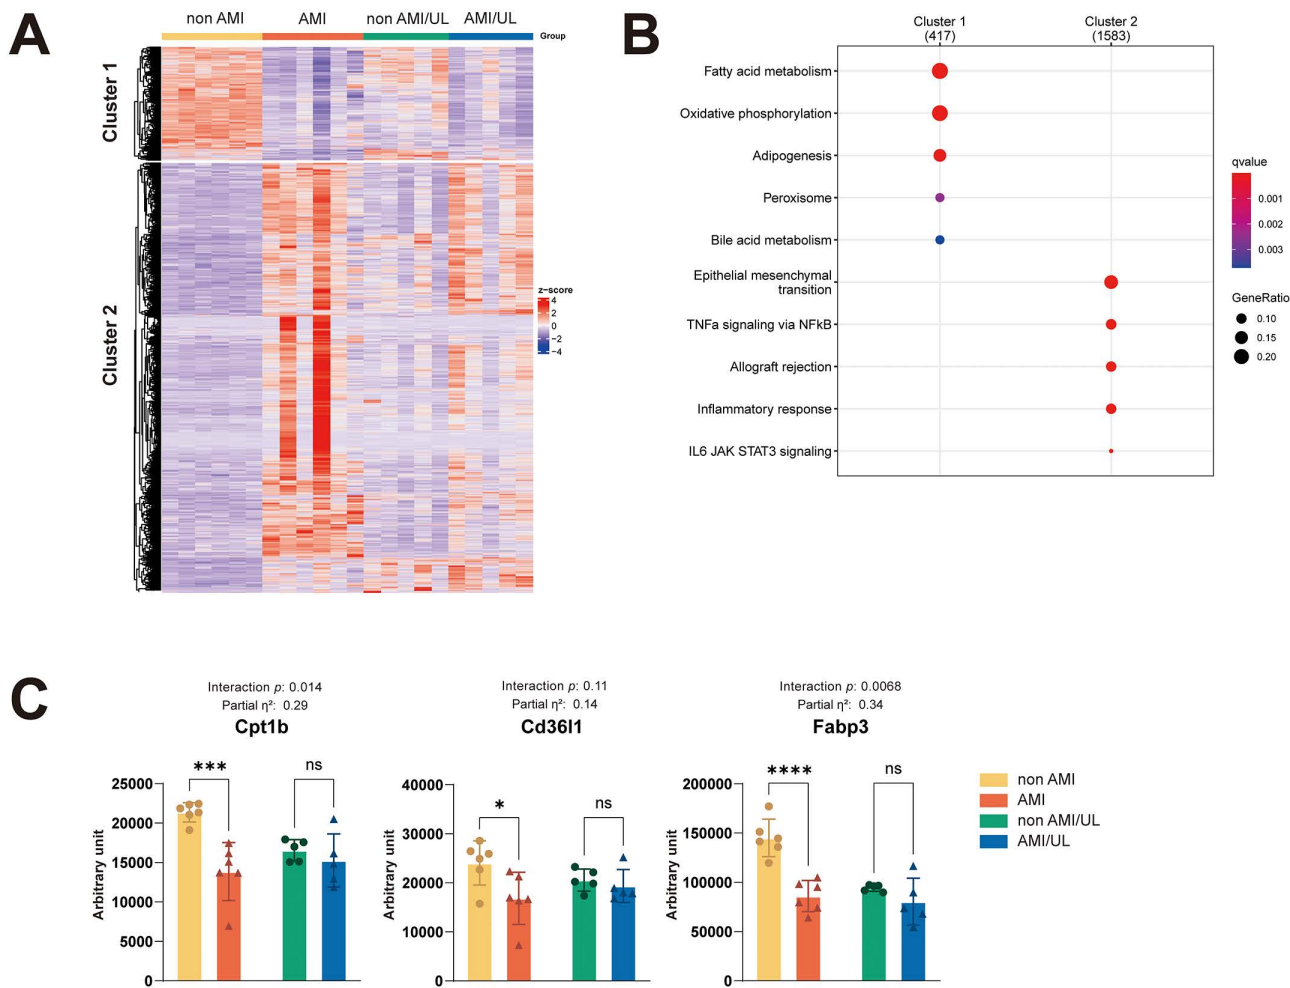 A
non AMI
AMI
non AMI/UL
AMI/UL
Group
Cluster 1
Cluster 2
z-score
4
2
0
−2
−4
B
Cluster 1
(417)
Cluster 2
(1583)
Fatty acid metabolism
Oxidative phosphorylation
Adipogenesis
Peroxisome
Bile acid metabolism
Epithelial mesenchymal
transition
TNFa signaling via NFkB
Allograft rejection
Inflammatory response
IL6 JAK STAT3 signaling
qvalue
0.001
0.002
0.003
GeneRatio
0.10
0.15
0.20
C
Interaction p: 0.014
Partial η²: 0.29
Cpt1b
*** ns
Arbitrary unit
25000
20000
15000
10000
5000
0
Interaction p: 0.11
Partial η²: 0.14
Cd36l1
* ns
Arbitrary unit
40000
30000
20000
10000
0
Interaction p: 0.0068
Partial η²: 0.34
Fabp3
**** ns
Arbitrary unit
200000
150000
100000
50000
0
non AMI
AMI
non AMI/UL
AMI/UL